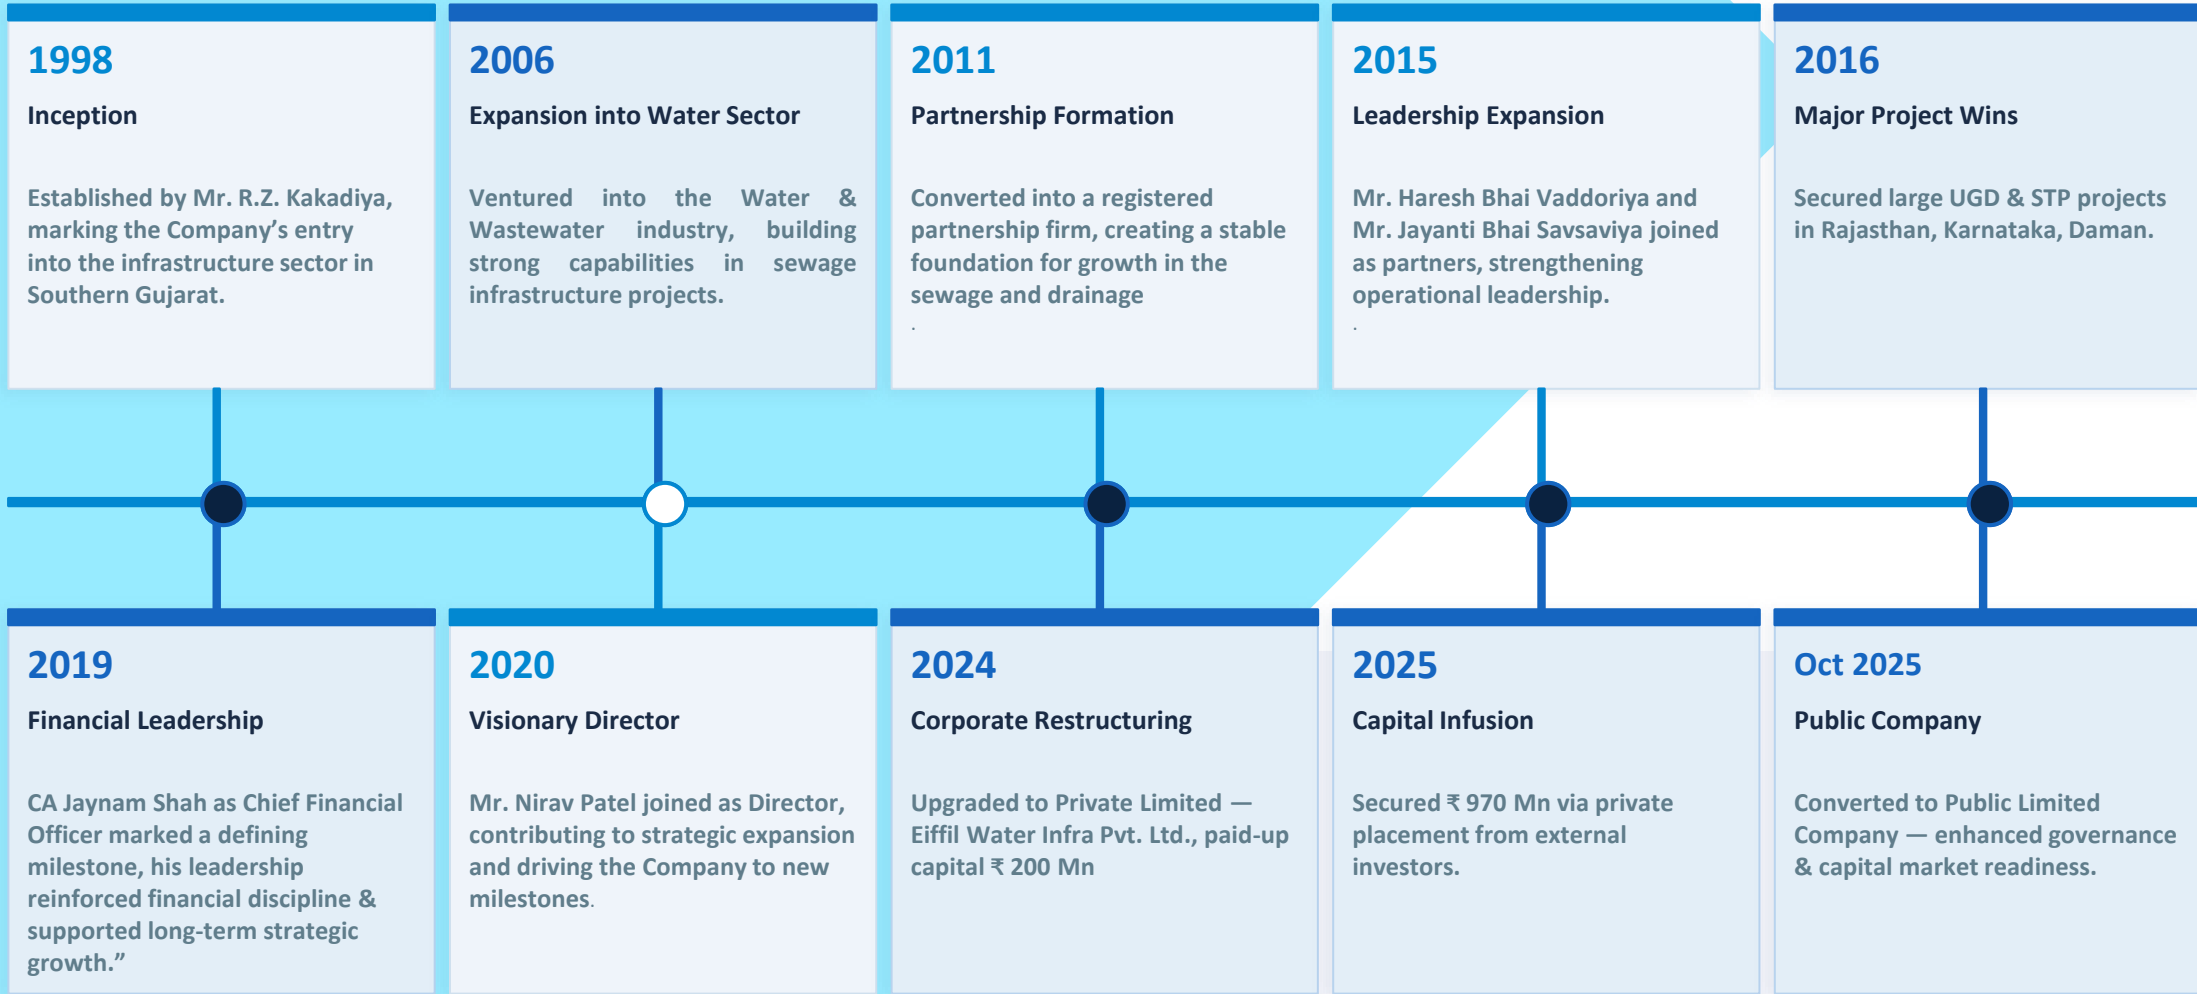 1998
Inception
Established by Mr. R.Z. Kakadiya,
marking the Company’s entry
into the infrastructure sector in
Southern Gujarat.
2006
Expansion into Water Sector
Ventured into the Water &
Wastewater industry, building
strong capabilities in sewage
infrastructure projects.
2011
Partnership Formation
Converted into a registered
partnership firm, creating a stable
foundation for growth in the
sewage and drainage
.
2015
Leadership Expansion
Mr. Haresh Bhai Vaddoriya and
Mr. Jayanti Bhai Savsaviya joined
as partners, strengthening
operational leadership.
.
2016
Major Project Wins
Secured large UGD & STP projects
in Rajasthan, Karnataka, Daman.
2019
Financial Leadership
CA Jaynam Shah as Chief Financial
Officer marked a defining
milestone, his leadership
reinforced financial discipline &
supported long-term strategic
growth.”
2020
Visionary Director
Mr. Nirav Patel joined as Director,
contributing to strategic expansion
and driving the Company to new
milestones.
2024
Corporate Restructuring
Upgraded to Private Limited —
Eiffil Water Infra Pvt. Ltd., paid-up
capital ₹ 200 Mn
2025
Capital Infusion
Secured ₹ 970 Mn via private
placement from external
investors.
Oct 2025
Public Company
Converted to Public Limited
Company — enhanced governance
& capital market readiness.